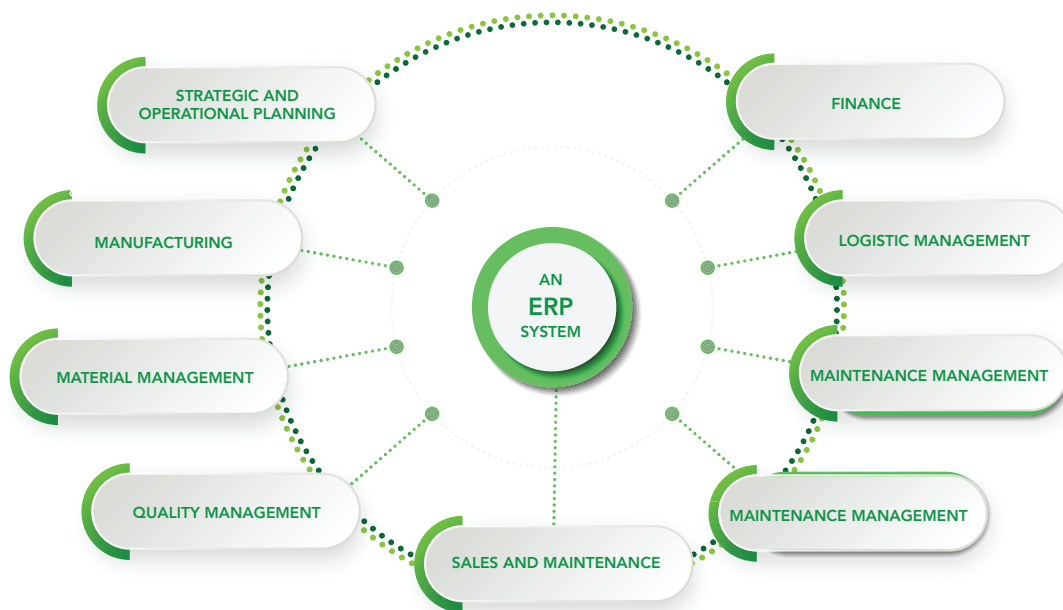 STRATEGIC AND
OPERATIONAL PLANNING
FINANCE
MANUFACTURING
LOGISTIC MANAGEMENT
AN
ERP
SYSTEM
MATERIAL MANAGEMENT
MAINTENANCE MANAGEMENT
QUALITY MANAGEMENT
MAINTENANCE MANAGEMENT
SALES AND MAINTENANCE